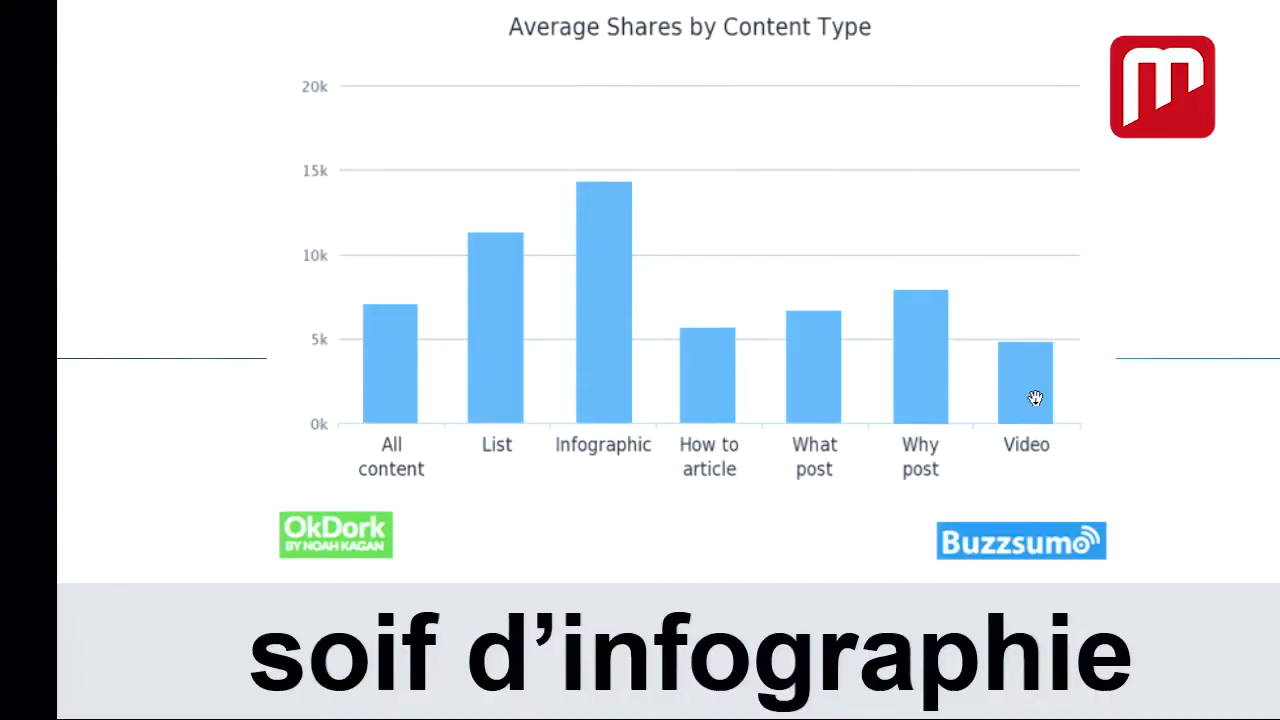 Average Shares by Content Type
20k
15k
10k
5k
0k
All content
List
Infographic
How to article
What post
Why post
Video
OkDork
BY NOAH KAGAN
Buzzsumo
soif d’infographie